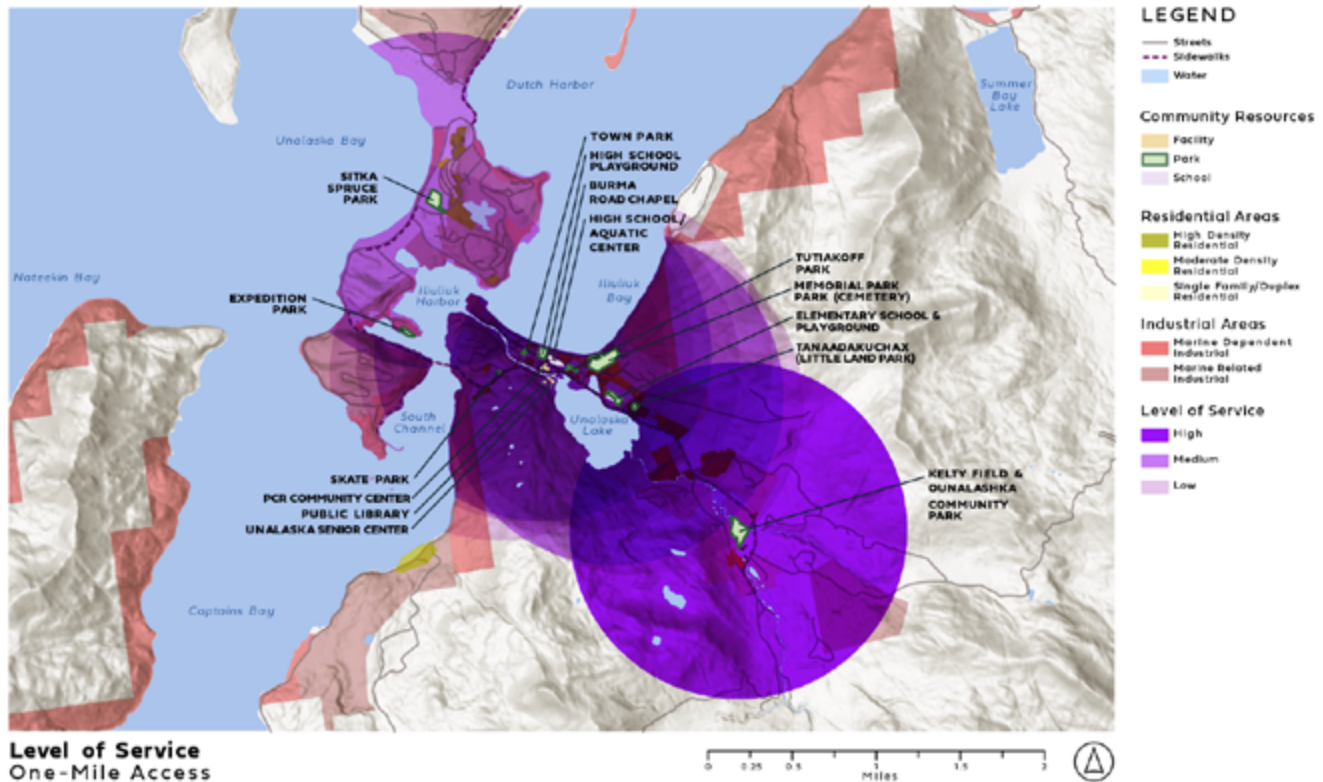 LEGEND
Streets
Sidewalks
Water
Community Resources
Facility
Park
School
Residential Areas
High Density
Residential
Moderate Density
Residential
Single Family/Duplex
Residential
Industrial Areas
Marine Dependent
Industrial
Marine Related
Industrial
Level of Service
High
Medium
Low
Dutch Harbor
Summer
Bay
Lake
Unalaska Bay
TOWN PARK
HIGH SCHOOL
PLAYGROUND
BURMA
ROAD CHAPEL
HIGH SCHOOL/
AQUATIC
CENTER
SITKA
SPRUCE
PARK
Nateekin Bay
Iliuliuk
Harbor
Iliuliuk
Bay
TUTIAKOFF
PARK
MEMORIAL PARK
PARK (CEMETERY)
ELEMENTARY SCHOOL &
PLAYGROUND
TANAADAKUCHAX
(LITTLE LAND PARK)
EXPEDITION
PARK
South
Channel
Unalaska
Lake
SKATE PARK
PCR COMMUNITY CENTER
PUBLIC LIBRARY
UNALASKA SENIOR CENTER
KELTY FIELD &
OUNALASHKA
COMMUNITY
PARK
Captains Bay
Level of Service
One-Mile Access
0 0.25 0.5 1 1.5 2
Miles